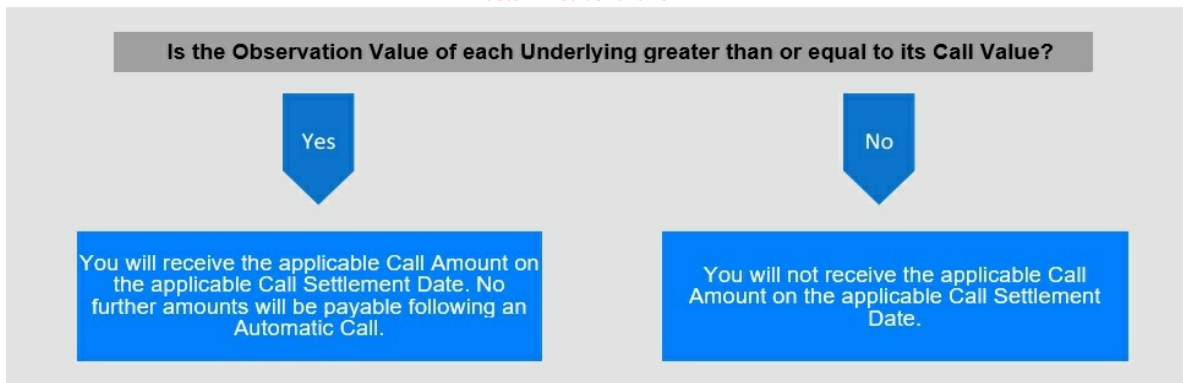 Is the Observation Value of each Underlying greater than or equal to its Call Value?
Yes
No
You will receive the applicable Call Amount on
the applicable Call Settlement Date. No
further amounts will be payable following an
Automatic Call.
You will not receive the applicable Call
Amount on the applicable Call Settlement
Date.